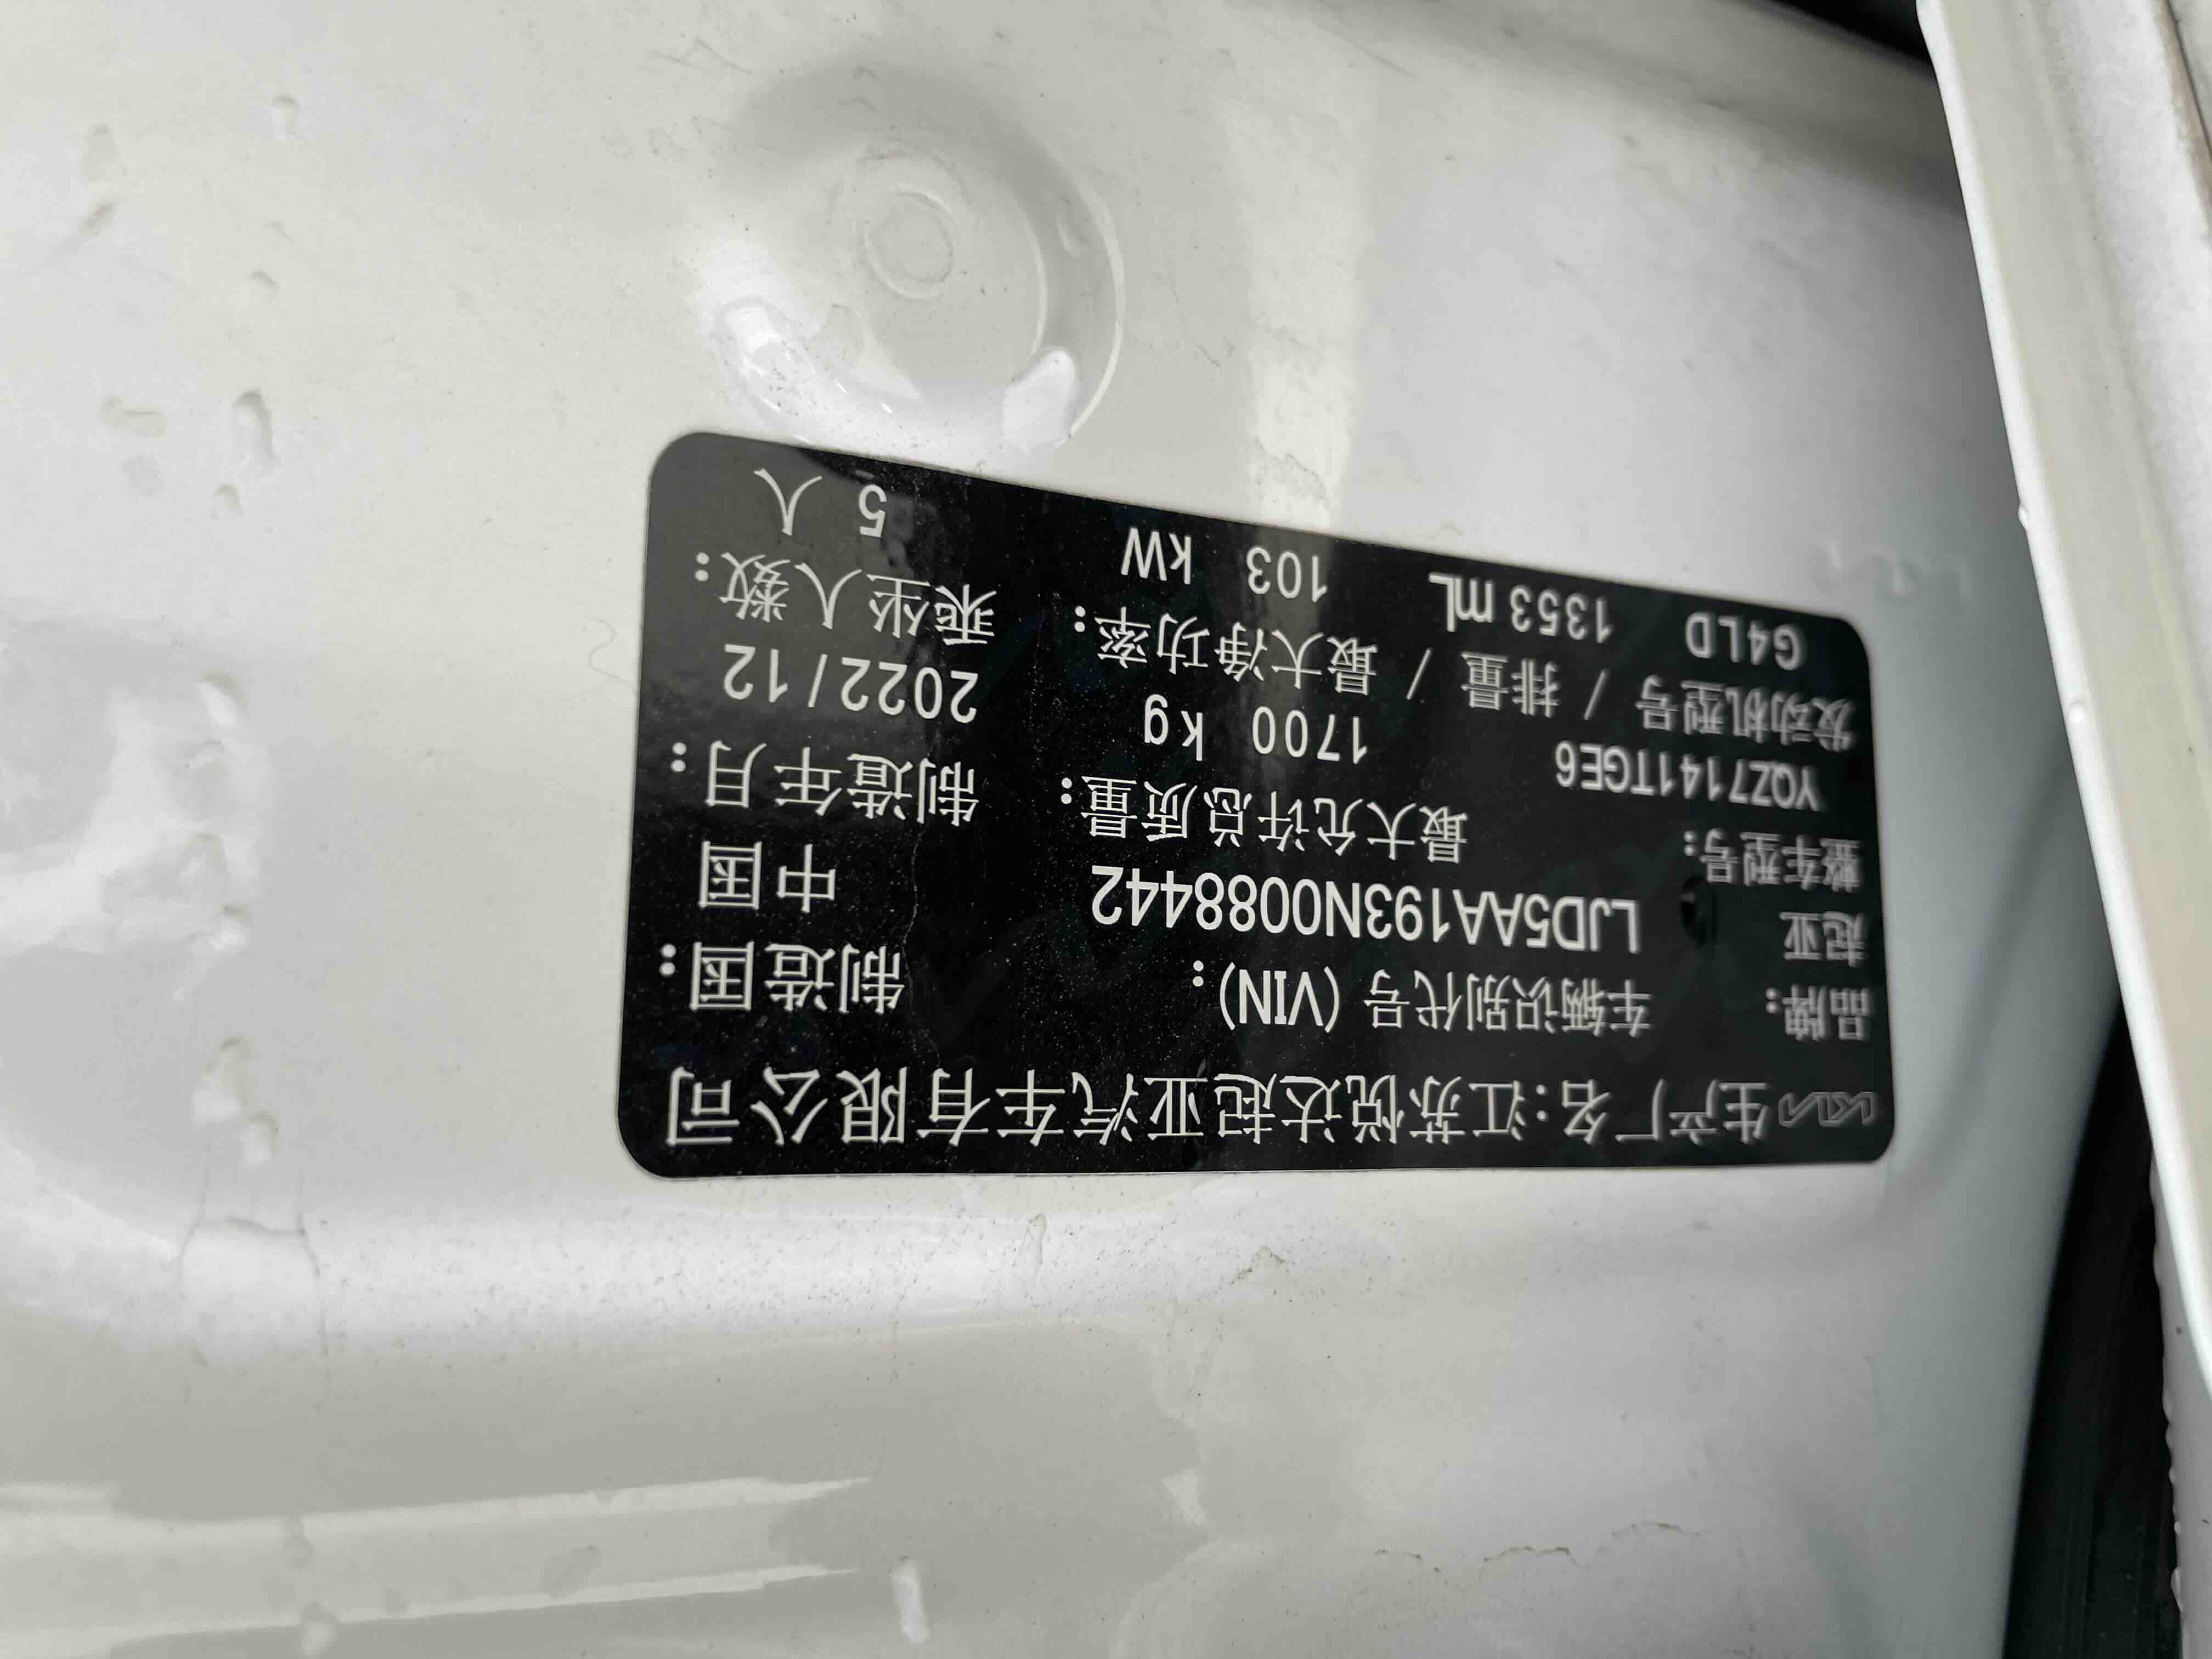 KIA 生产厂名:江苏悦达起亚汽车有限公司
品牌: 车辆识别代号 (VIN): 制造国:
起亚 LJD5AA193N0088442 中国
整车型号: 最大允许总质量: 制造年月:
YQZ7141TGE6 1700 kg 2022/12
发动机型号 / 排量 / 最大净功率: 乘坐人数:
G4LD 1353 mL 103 kW 5 人